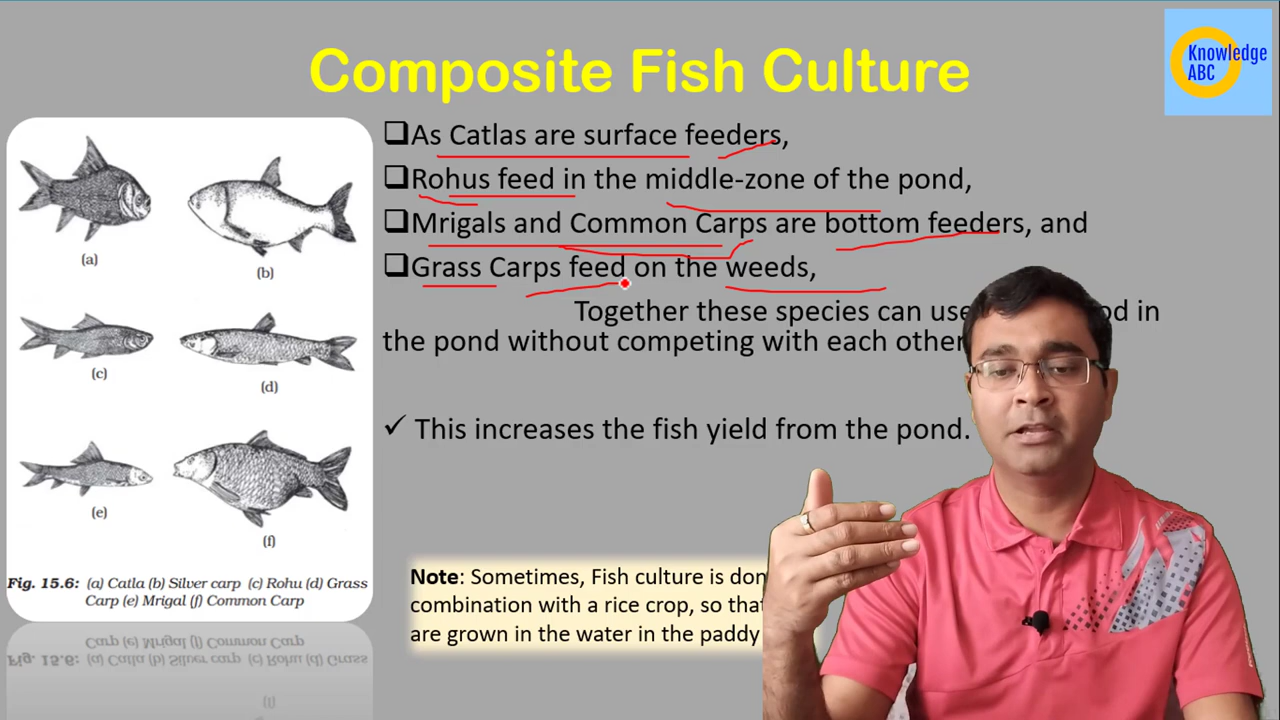 Composite Fish Culture
Knowledge
ABC
As Catlas are surface feeders,
Rohus feed in the middle-zone of the pond,
Mrigals and Common Carps are bottom feeders, and
Grass Carps feed on the weeds,
Together these species can use in
the pond without competing with each other
This increases the fish yield from the pond.
(a)
(b)
(c)
(d)
(e)
(f)
Fig. 15.6: (a) Catla (b) Silver carp (c) Rohu (d) Grass
Carp (e) Mrigal (f) Common Carp
Note: Sometimes, Fish culture is
combination with a rice crop, so
are grown in the water in the paddy